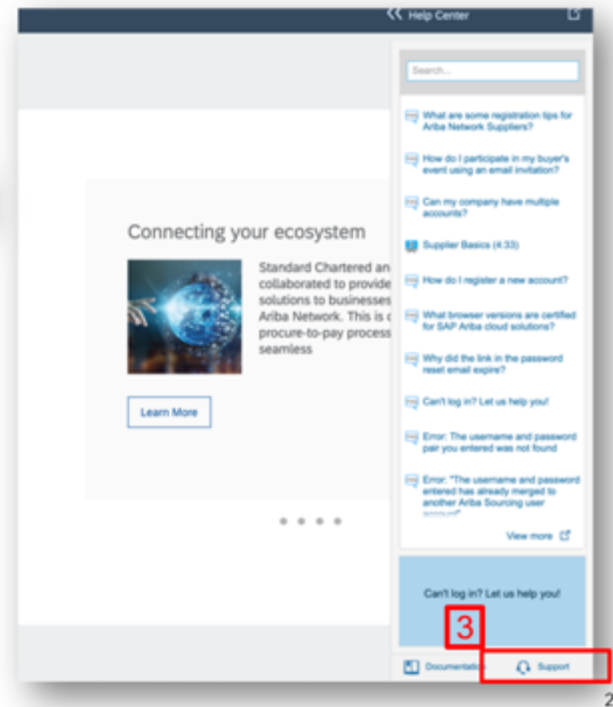 Help Center
Search...
What are some registration tips for
Ariba Network Suppliers?
How do I participate in my buyer's
event using an email invitation?
Can my company have multiple
accounts?
Supplier Basics (4:33)
How do I register a new account?
What browser versions are certified
for SAP Ariba cloud solutions?
Why did the link in the password
reset email expire?
Can't log in? Let us help you!
Error: The username and password
pair you entered was not found
Error: "The username and password
entered has already merged to
another Ariba Sourcing user
account"
View more
Connecting your ecosystem
Standard Chartered an
collaborated to provide
solutions to businesses
Ariba Network. This is
procure-to-pay process
seamless
Learn More
Can't log in? Let us help you!
3
Documentation
Support
2